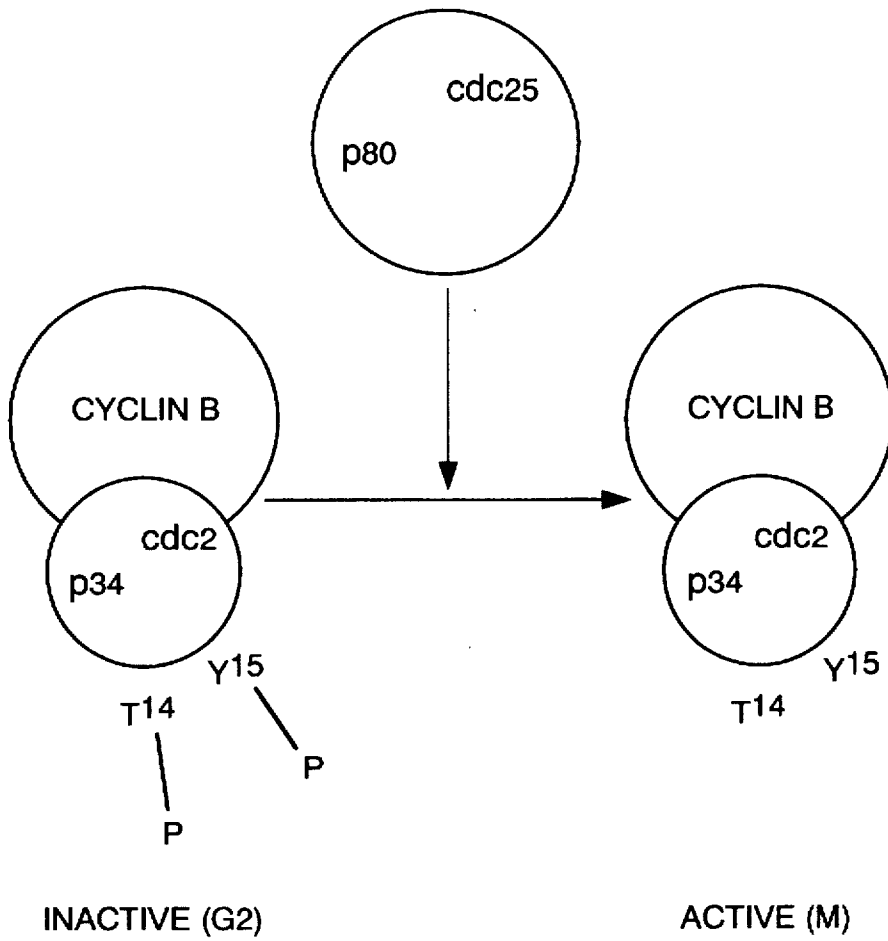 cdc25
p80
CYCLIN B
cdc2
p34
Y15
T14
P
P
CYCLIN B
cdc2
p34
Y15
T14
INACTIVE (G2)
ACTIVE (M)